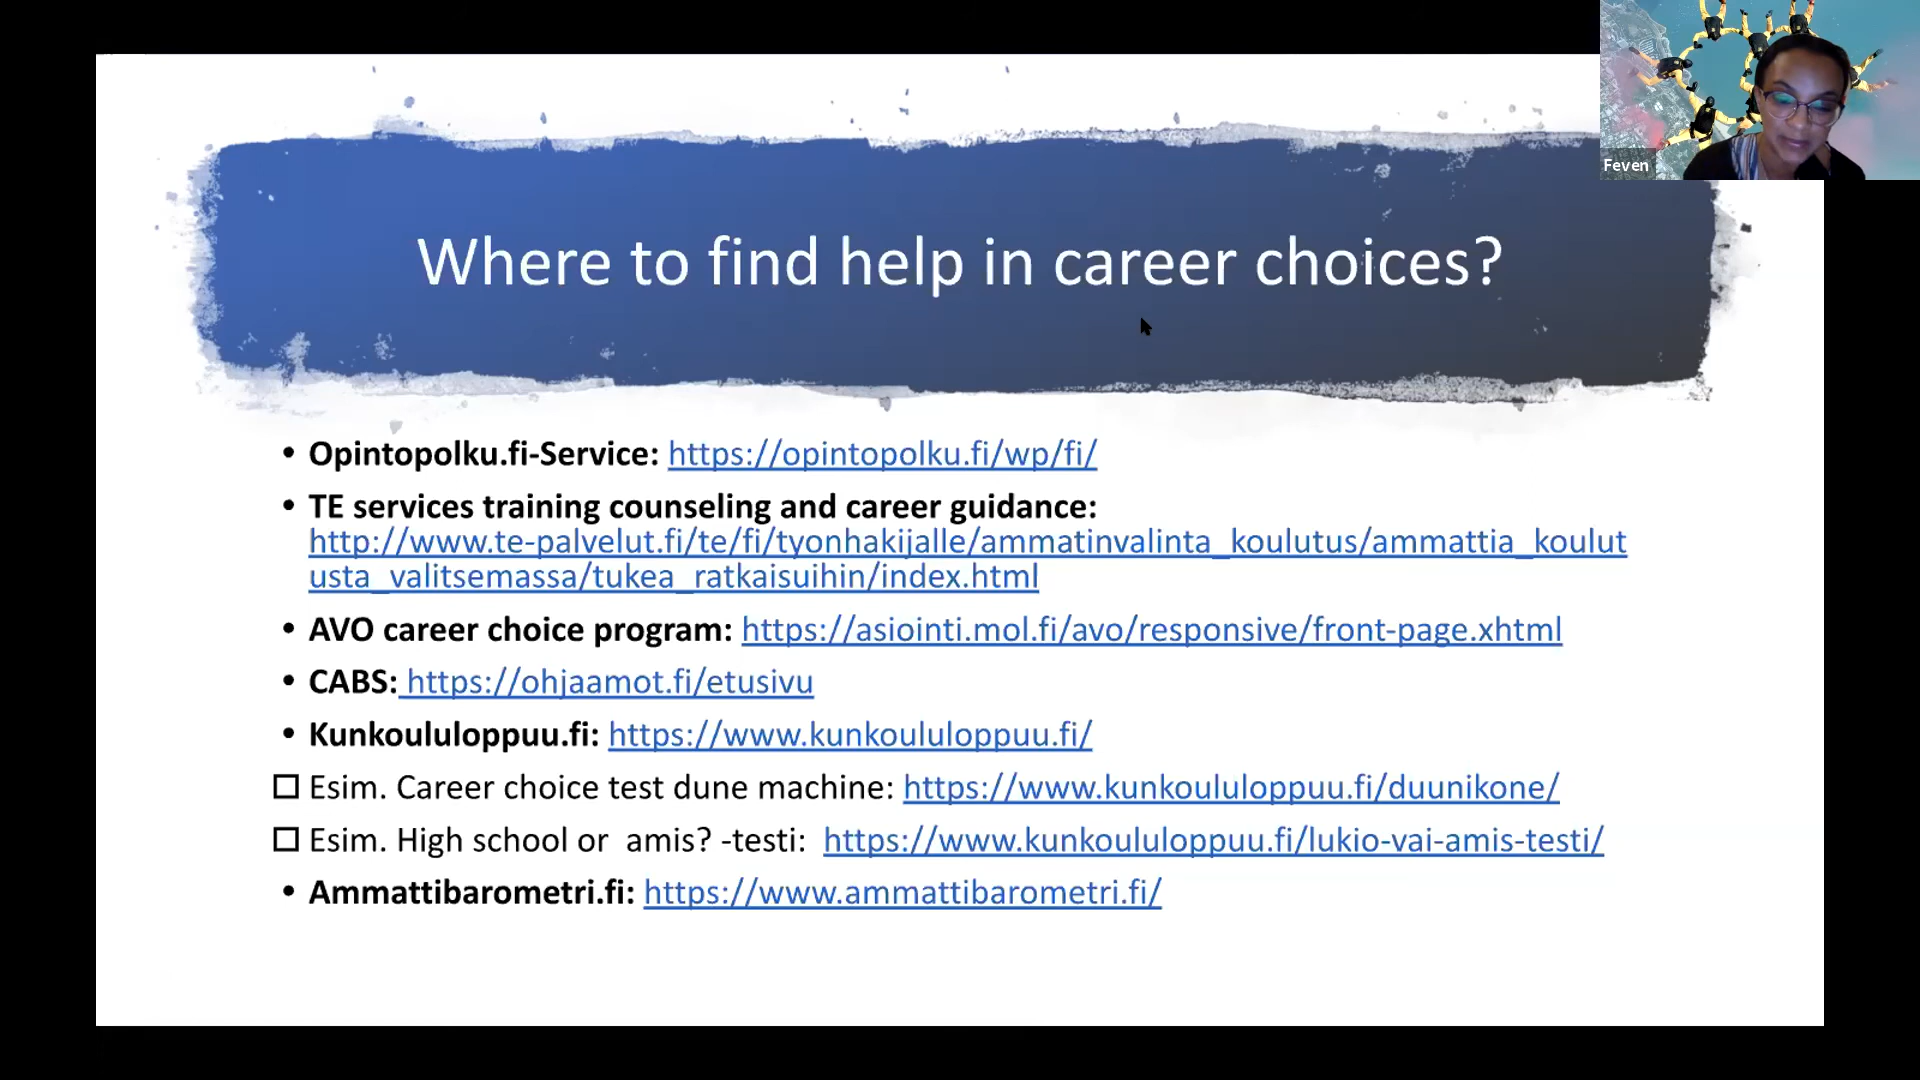 Feven
Where to find help in career choices?
• Opintopolku.fi-Service: https://opintopolku.fi/wp/fi/
• TE services training counseling and career guidance:
http://www.te-palvelut.fi/te/fi/tyonhakijalle/ammatinvalinta_koulutus/ammattia_koulut
usta_valitsemassa/tukea_ratkaisuihin/index.html
• AVO career choice program: https://asiointi.mol.fi/avo/responsive/front-page.xhtml
• CABS: https://ohjaamot.fi/etusivu
• Kunkoululoppuu.fi: https://www.kunkoululoppuu.fi/
☐ Esim. Career choice test dune machine: https://www.kunkoululoppuu.fi/duunikone/
☐ Esim. High school or  amis? -testi:  https://www.kunkoululoppuu.fi/lukio-vai-amis-testi/
• Ammattibarometri.fi: https://www.ammattibarometri.fi/